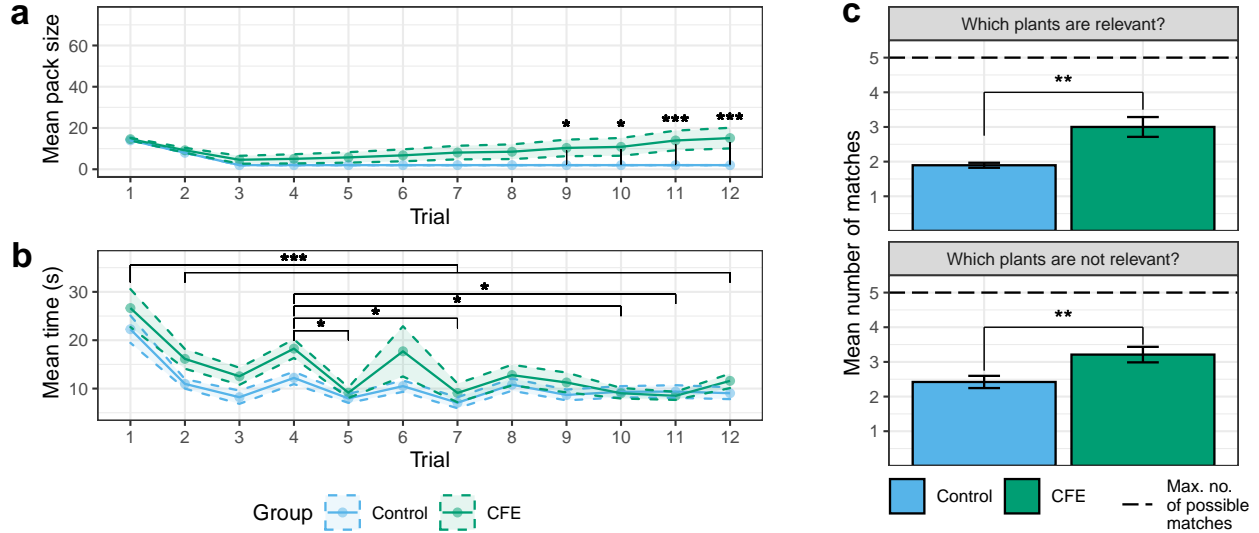 a
Mean pack size
60
40
20
0
* * *** ***
1 2 3 4 5 6 7 8 9 10 11 12
Trial
b
Mean time (s)
30
20
10
***
*
*
*
*
1 2 3 4 5 6 7 8 9 10 11 12
Trial
Group Control CFE
c
Mean number of matches
Which plants are relevant?
5
4
3
2
1
**
Which plants are not relevant?
5
4
3
2
1
**
Control CFE
Max. no.
of possible
matches